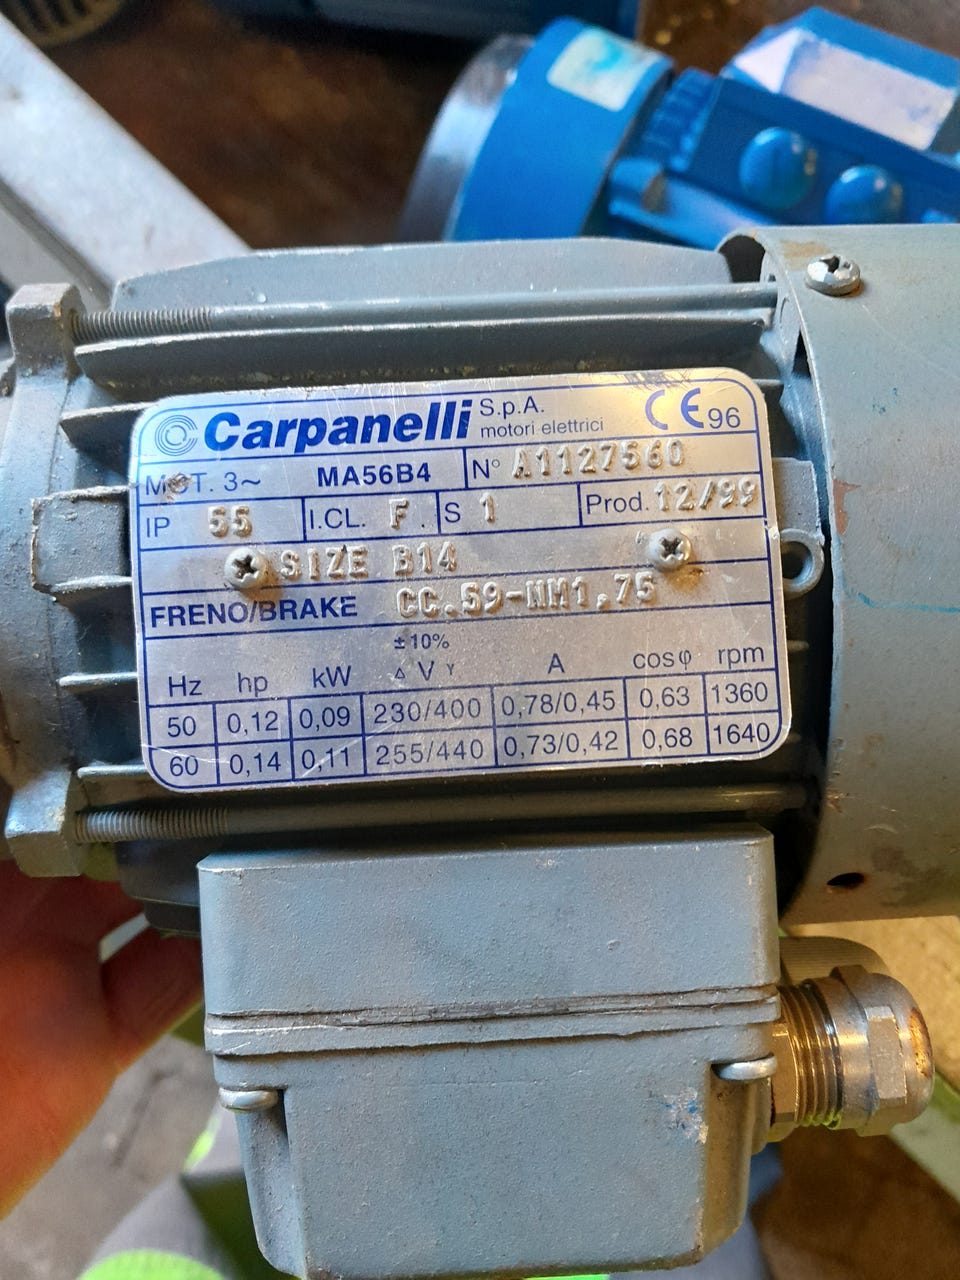 Carpanelli S.p.A. motori elettrici CE 96
MOT. 3~ MA56B4 N° A1127560
IP 55 I.CL. F. S 1 Prod. 12/99
SIZE B14
FRENO/BRAKE CC.59-NM1,75
±10%
Hz hp kW △ V Y A cosφ rpm
50 0,12 0,09 230/400 0,78/0,45 0,63 1360
60 0,14 0,11 255/440 0,73/0,42 0,68 1640